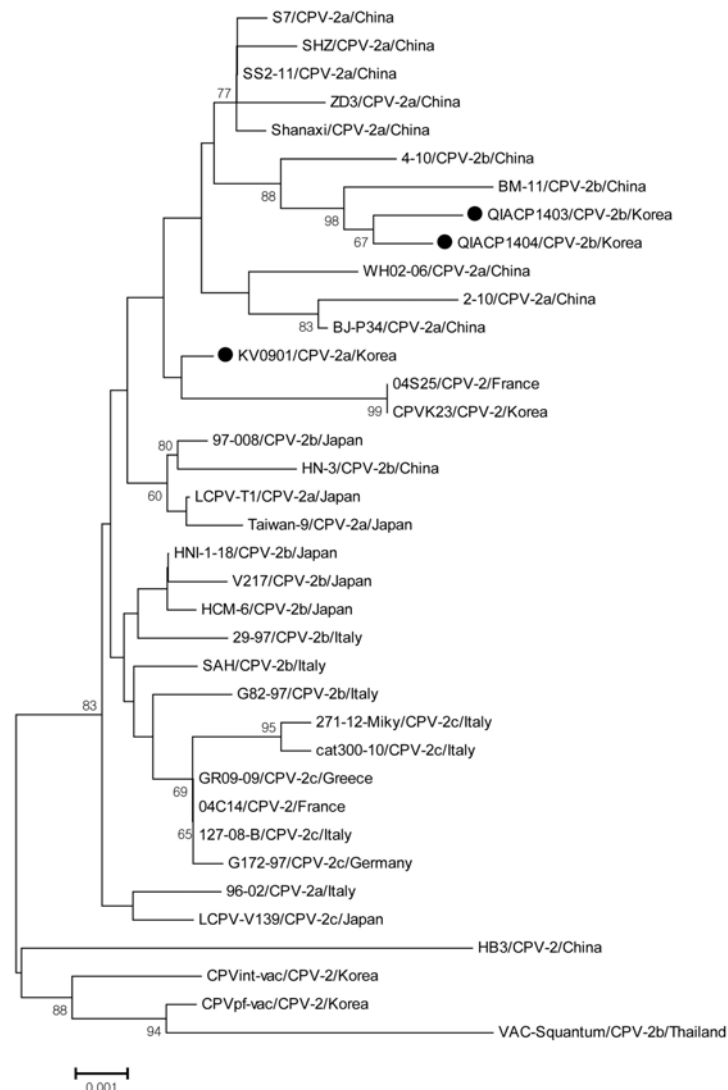 S7/CPV-2a/China
SHZ/CPV-2a/China
SS2-11/CPV-2a/China
77
ZD3/CPV-2a/China
Shanaxi/CPV-2a/China
4-10/CPV-2b/China
88
BM-11/CPV-2b/China
98
QIACP1403/CPV-2b/Korea
67
QIACP1404/CPV-2b/Korea
WH02-06/CPV-2a/China
2-10/CPV-2a/China
83
BJ-P34/CPV-2a/China
KV0901/CPV-2a/Korea
04S25/CPV-2/France
99
CPVK23/CPV-2/Korea
97-008/CPV-2b/Japan
80
HN-3/CPV-2b/China
60
LCPV-T1/CPV-2a/Japan
Taiwan-9/CPV-2a/Japan
HNI-1-18/CPV-2b/Japan
V217/CPV-2b/Japan
HCM-6/CPV-2b/Japan
29-97/CPV-2b/Italy
SAH/CPV-2b/Italy
G82-97/CPV-2b/Italy
83
271-12-Miky/CPV-2c/Italy
95
cat300-10/CPV-2c/Italy
GR09-09/CPV-2c/Greece
69
04C14/CPV-2/France
65
127-08-B/CPV-2c/Italy
G172-97/CPV-2c/Germany
96-02/CPV-2a/Italy
LCPV-V139/CPV-2c/Japan
HB3/CPV-2/China
CPVint-vac/CPV-2/Korea
88
CPVpf-vac/CPV-2/Korea
94
VAC-Squantum/CPV-2b/Thailand
0.001